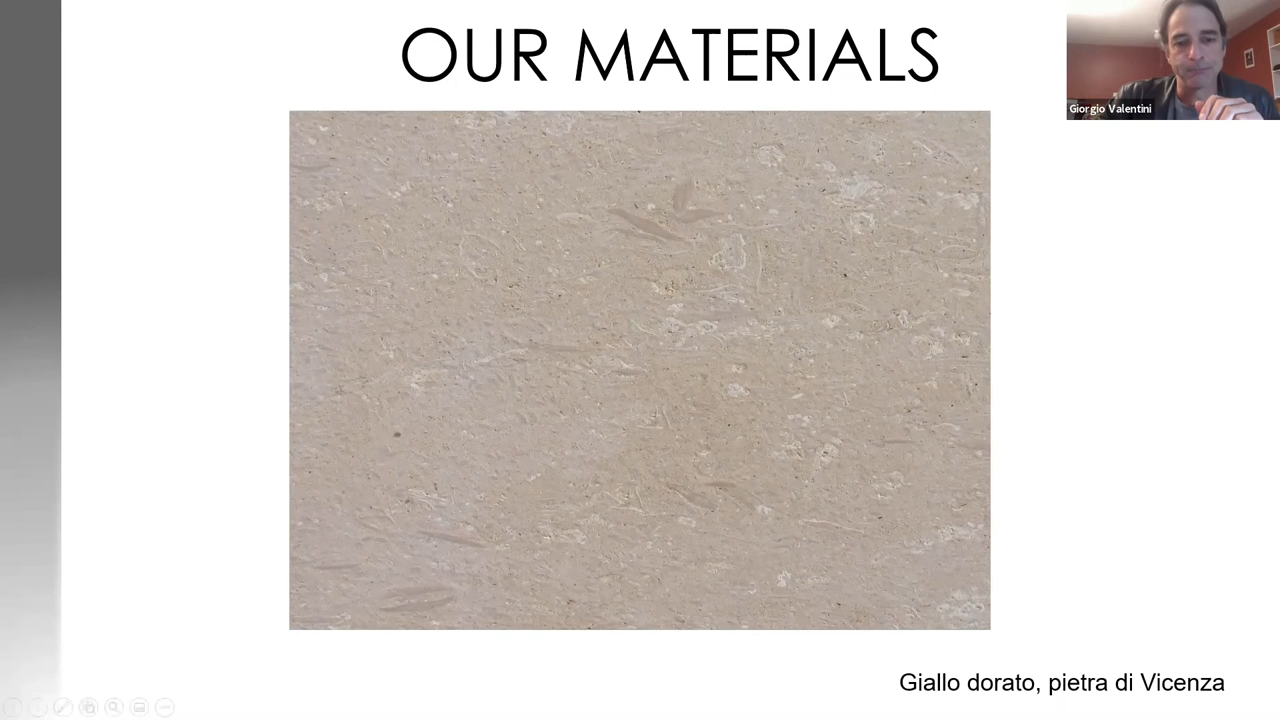 OUR MATERIALS
Giorgio Valentini
Giallo dorato, pietra di Vicenza